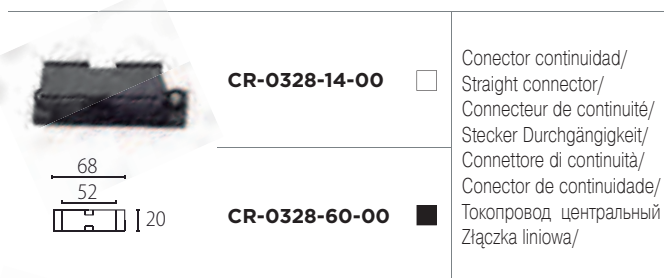 CR-0328-14-00
68
52
20
CR-0328-60-00
Conector continuidad/
Straight connector/
Connecteur de continuité/
Stecker Durchgängigkeit/
Connettore di continuità/
Conector de continuidade/
Токопровод центральный
Złączka liniowa/